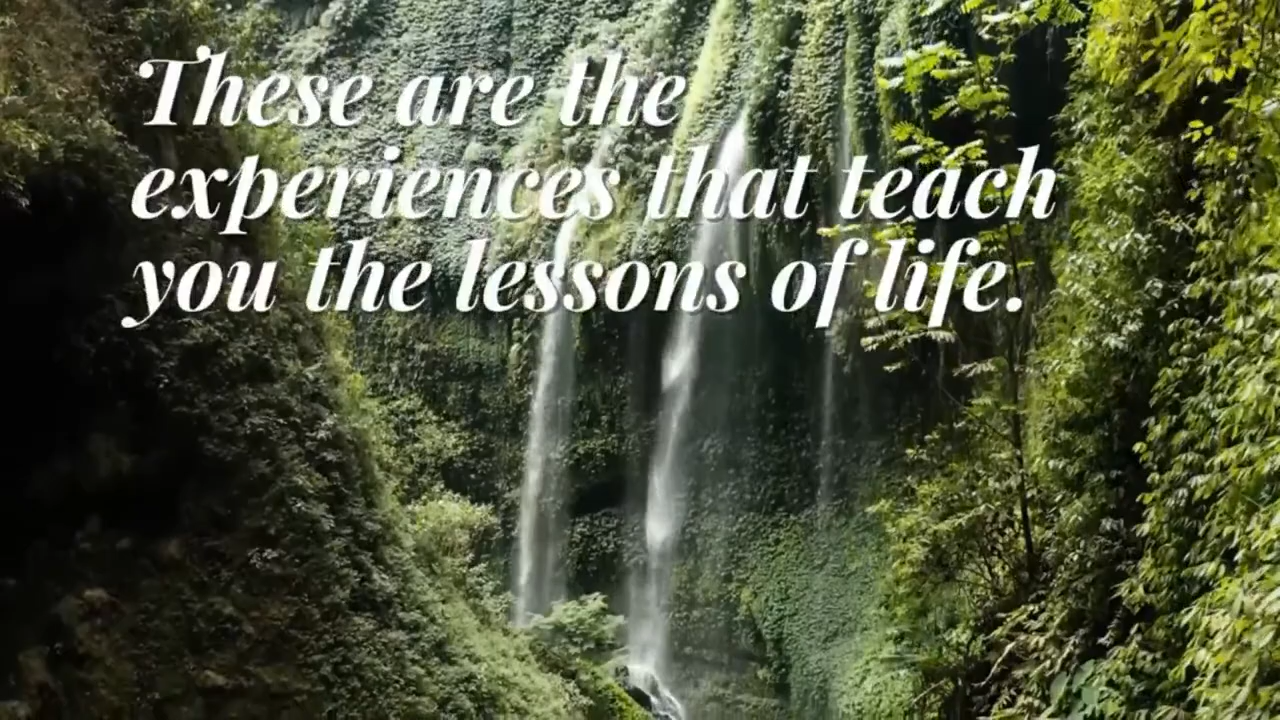 These are the
experiences that teach
you the lessons of life.